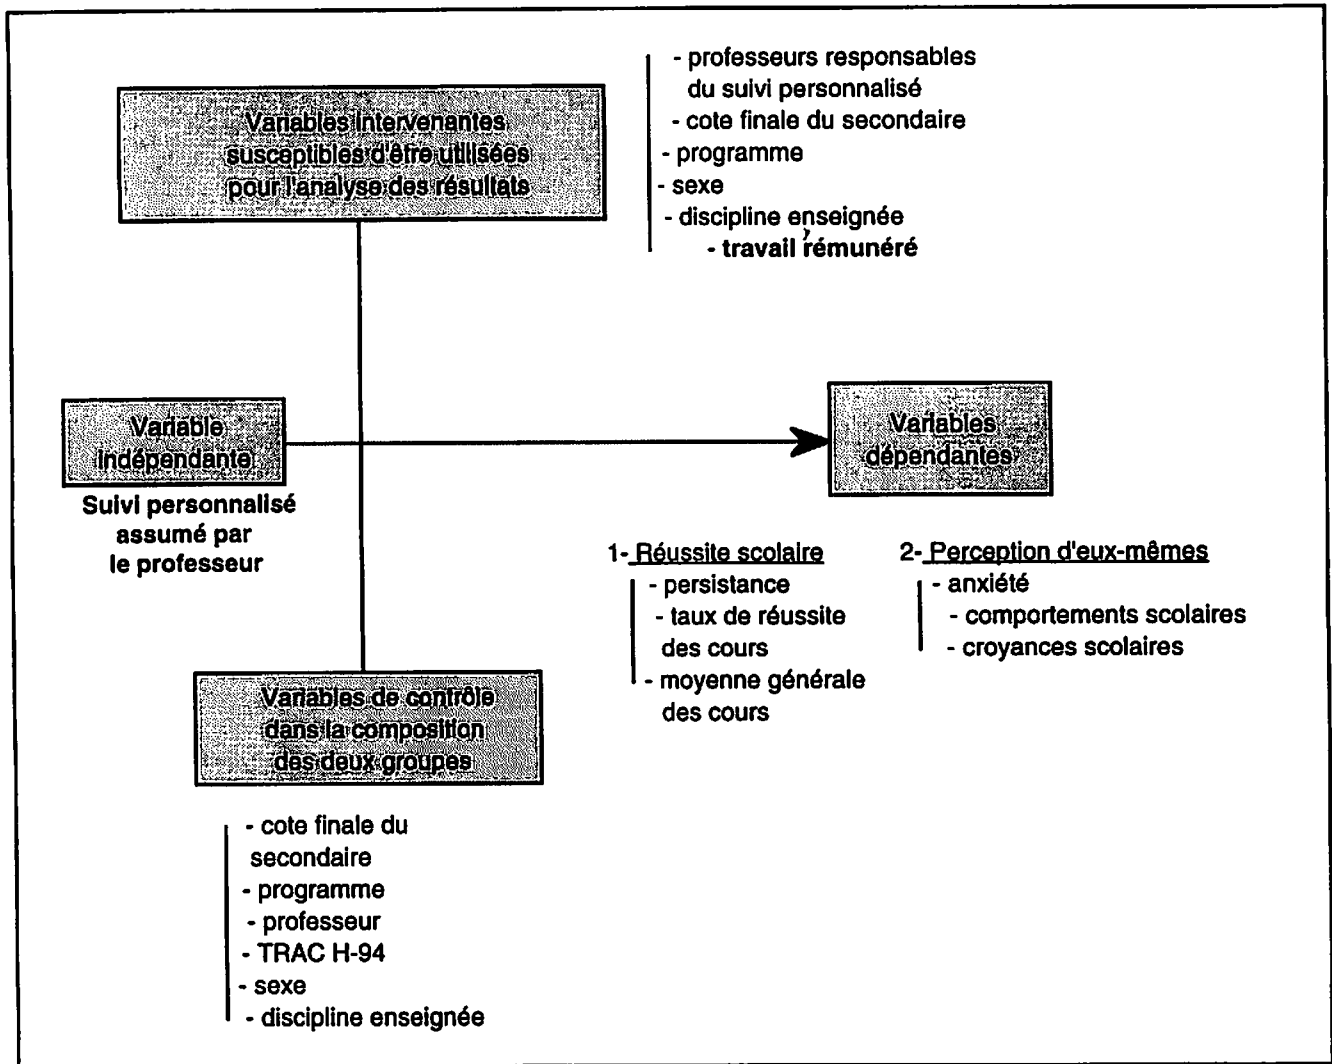 Variables intervenantes
susceptibles d'être utilisées
pour l'analyse des résultats
- professeurs responsables
du suivi personnalisé
- cote finale du secondaire
- programme
- sexe
- discipline enseignée
- travail rémunéré
Variable
indépendante
Suivi personnalisé
assumé par
le professeur
Variables
dépendantes
1- Réussite scolaire
- persistance
- taux de réussite
des cours
- moyenne générale
des cours
2- Perception d'eux-mêmes
- anxiété
- comportements scolaires
- croyances scolaires
Variables de contrôle
dans la composition
des deux groupes
- cote finale du
secondaire
- programme
- professeur
- TRAC H-94
- sexe
- discipline enseignée